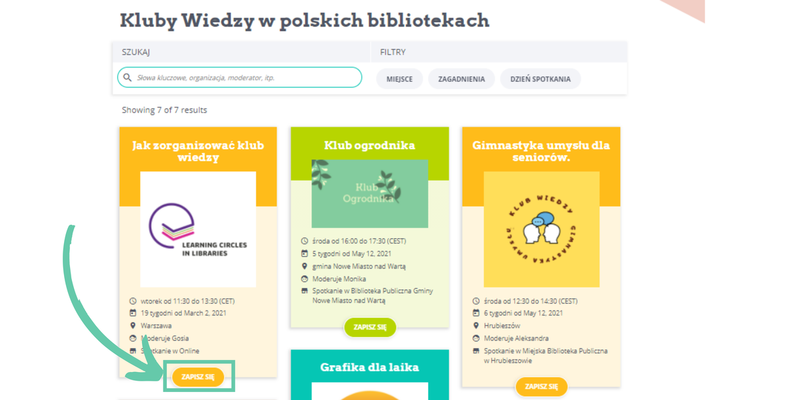 Kluby Wiedzy w polskich bibliotekach
SZUKAJ
FILTRY
Słowa kluczowe, organizacja, moderator, itp.
MIEJSCE
ZAGADNIENIA
DZIEŃ SPOTKANIA
Showing 7 of 7 results
Jak zorganizować klub
wiedzy
LEARNING CIRCLES
IN LIBRARIES
wtorek od 11:30 do 13:30 (CET)
19 tygodni od March 2, 2021
Warszawa
Moderuje Gosia
Spotkanie w Online
ZAPISZ SIĘ
Klub ogrodnika
Klub
Ogrodnika
środa od 16:00 do 17:30 (CEST)
5 tygodni od May 12, 2021
gmina Nowe Miasto nad Wartą
Moderuje Monika
Spotkanie w Biblioteka Publiczna Gminy
Nowe Miasto nad Wartą
ZAPISZ SIĘ
Grafika dla laika
Gimnastyka umysłu dla
seniorów.
KLUB WIEDZY
GIMNASTYKA UMYSŁU
środa od 12:30 do 14:30 (CEST)
6 tygodni od May 12, 2021
Hrubieszów
Moderuje Aleksandra
Spotkanie w Miejska Biblioteka Publiczna
w Hrubieszowie
ZAPISZ SIĘ